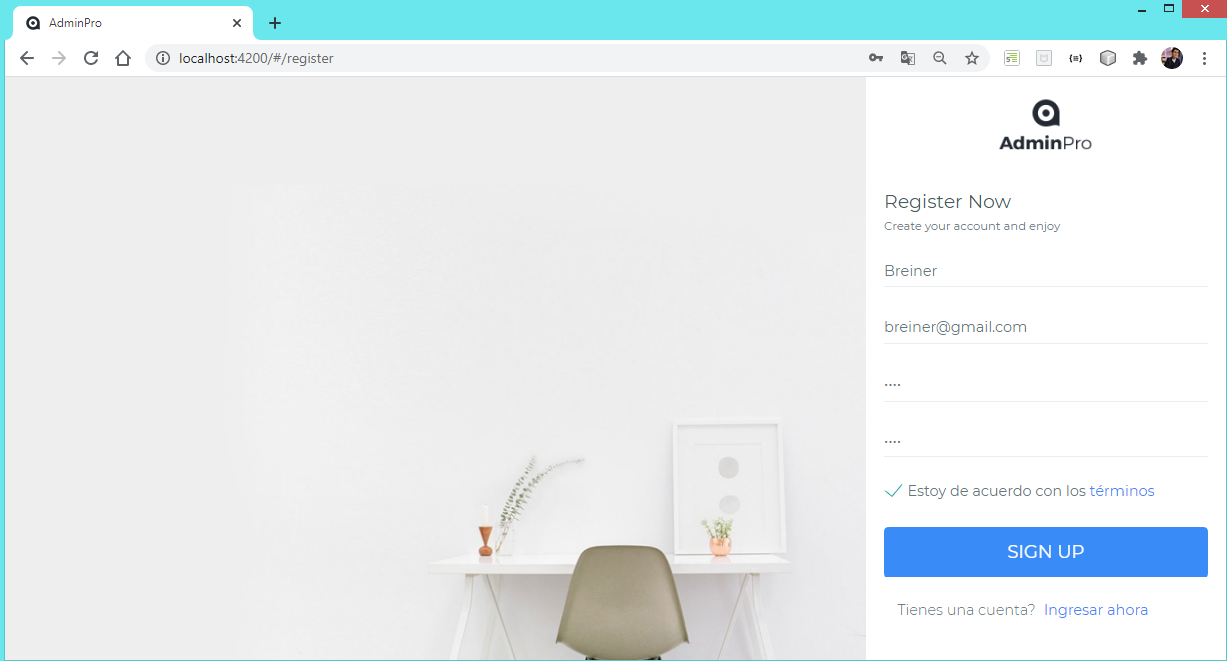 AdminPro
localhost:4200/#/register
AdminPro
Register Now
Create your account and enjoy
Breiner
breiner@gmail.com
....
....
Estoy de acuerdo con los términos
SIGN UP
Tienes una cuenta? Ingresar ahora